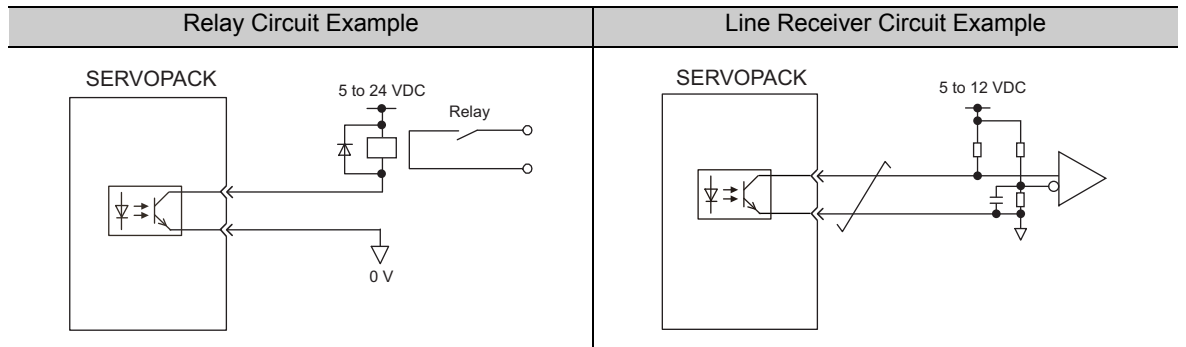 Relay Circuit Example
Line Receiver Circuit Example
SERVOPACK
5 to 24 VDC
Relay
0 V
SERVOPACK
5 to 12 VDC